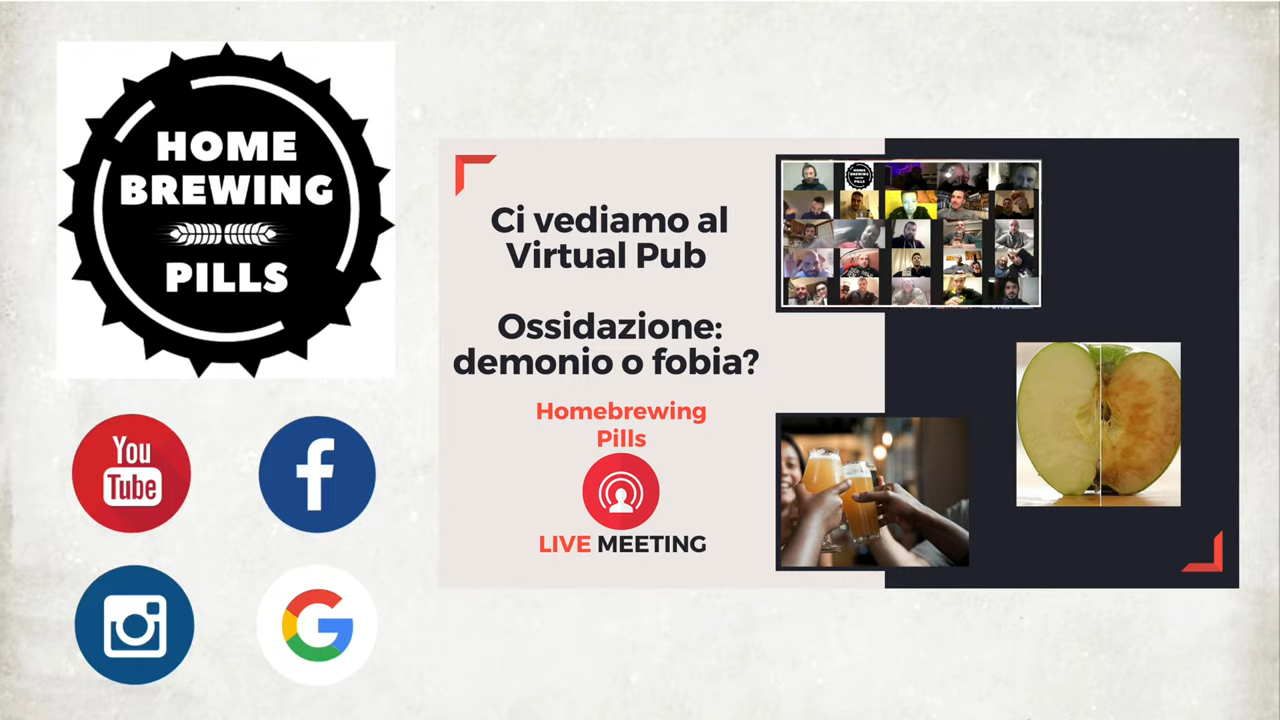 HOME
BREWING
PILLS
You
Tube
Ci vediamo al
Virtual Pub
Ossidazione:
demonio o fobia?
Homebrewing
Pills
LIVE MEETING